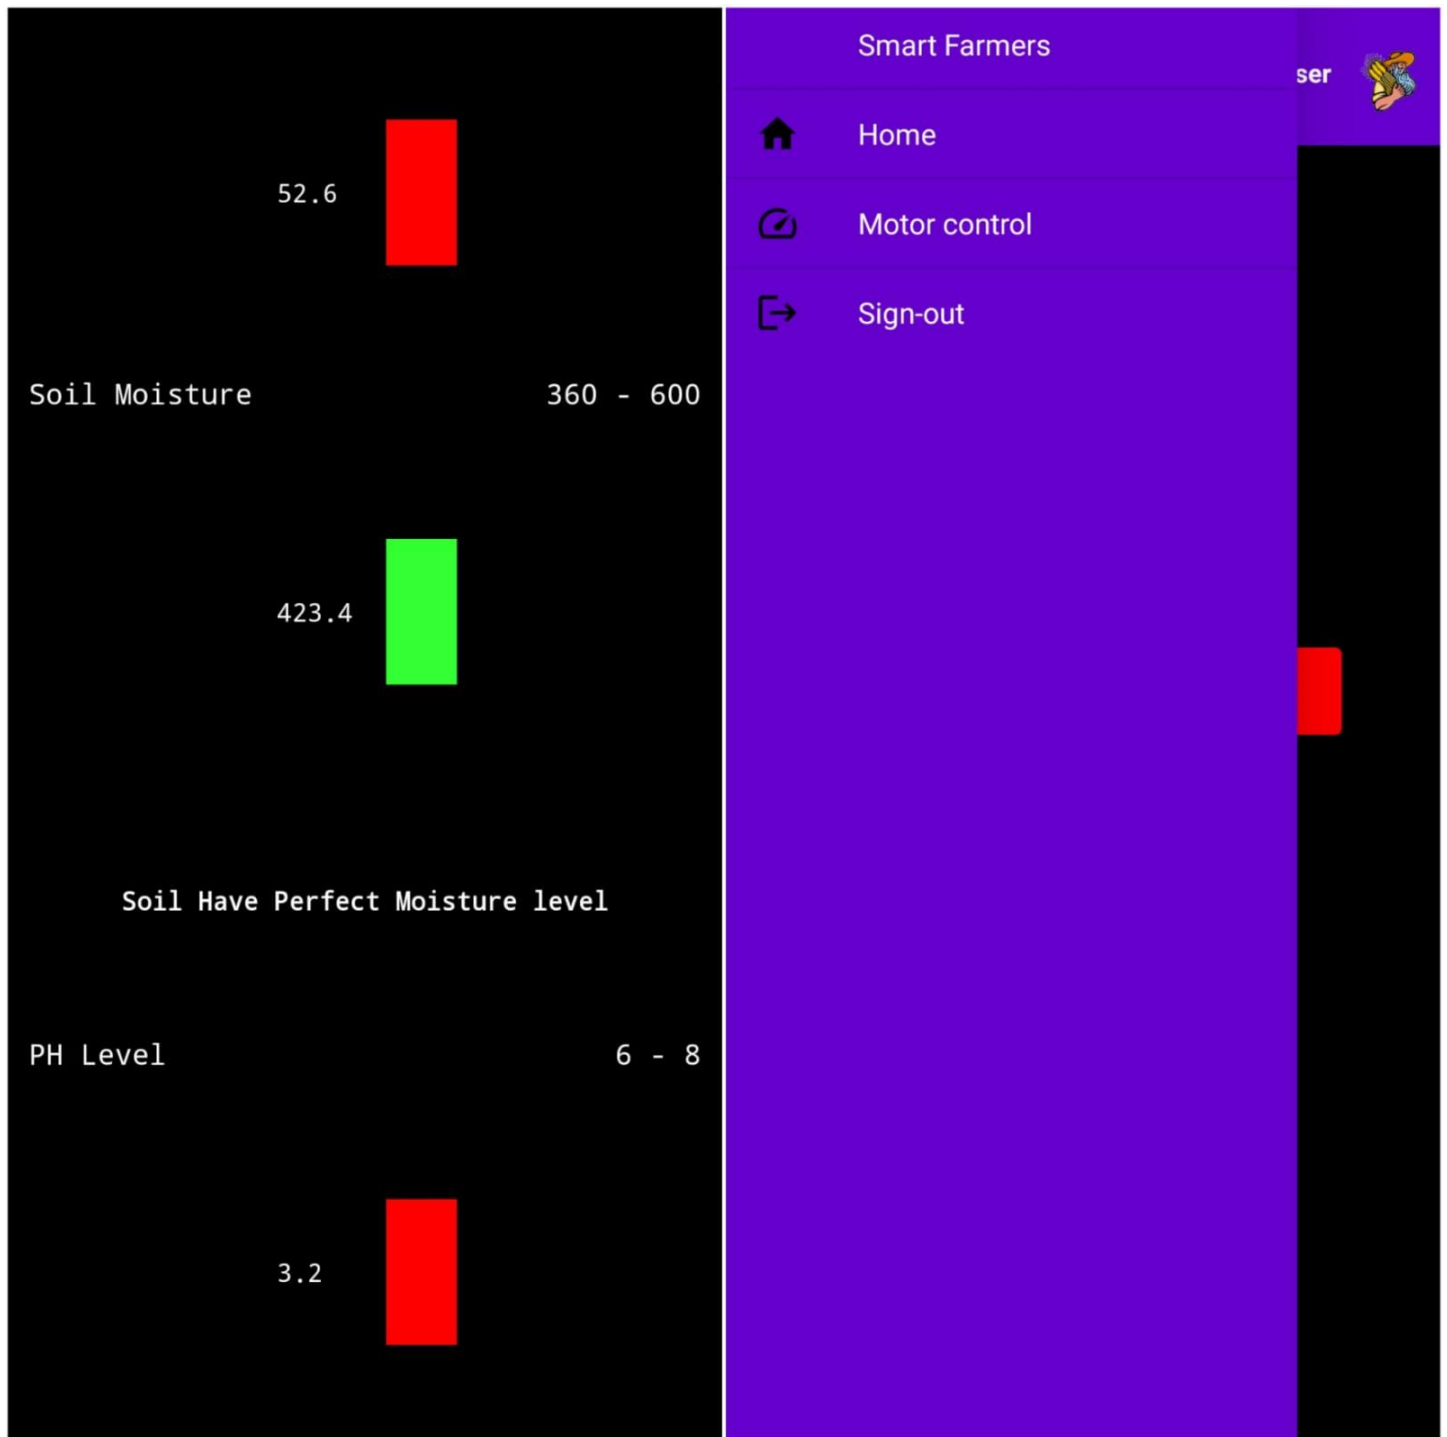 52.6
Soil Moisture 360 - 600
423.4
Soil Have Perfect Moisture level
PH Level 6 - 8
3.2
Smart Farmers
ser
Home
Motor control
Sign-out